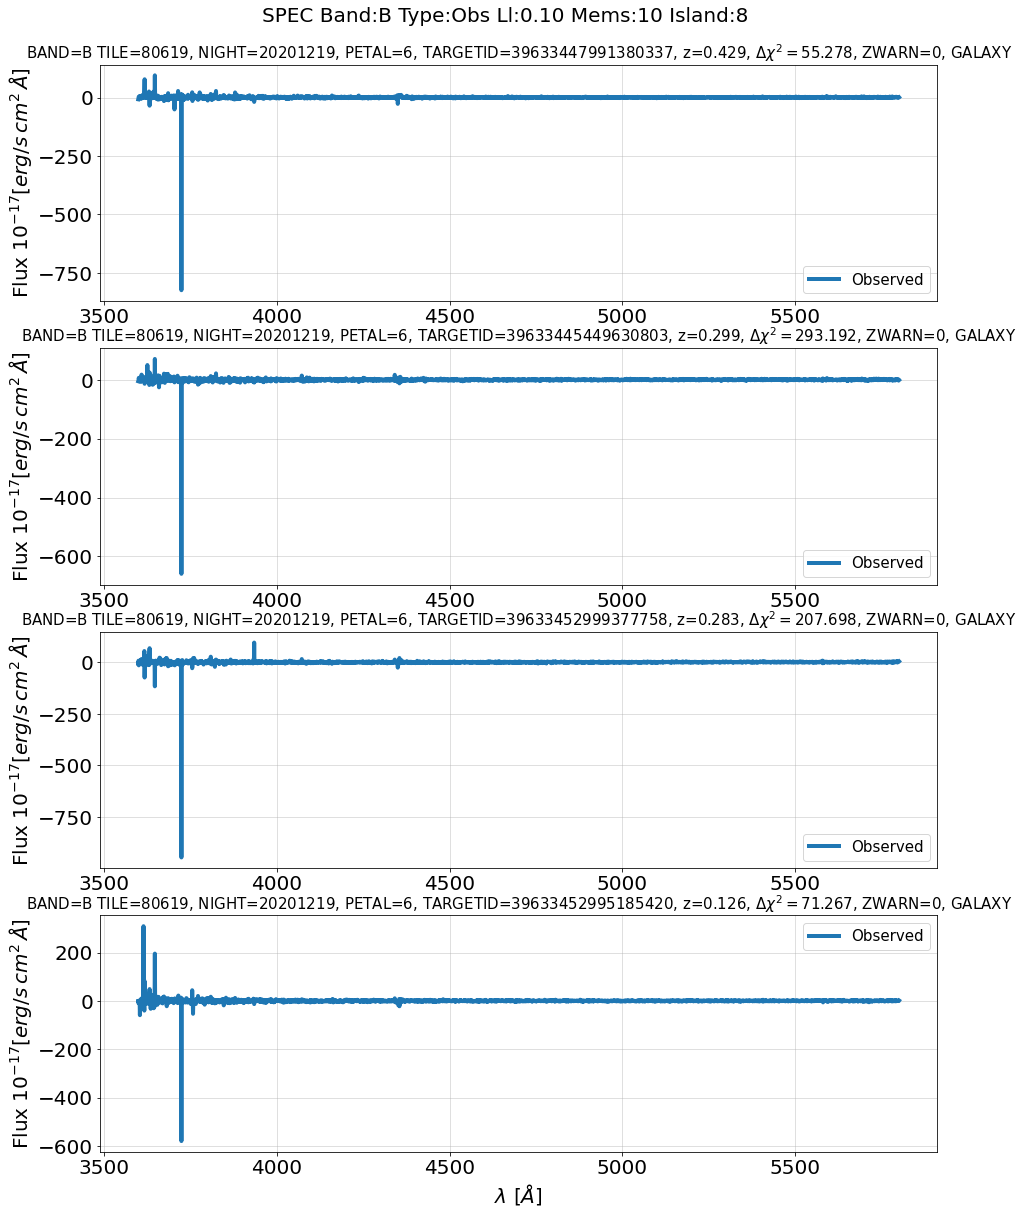 SPEC Band:B Type:Obs Ll:0.10 Mems:10 Island:8
BAND=B TILE=80619, NIGHT=20201219, PETAL=6, TARGETID=39633447991380337, z=0.429, Δχ²=55.278, ZWARN=0, GALAXY
Flux 10⁻¹⁷[erg/s cm² Å]
0
−250
−500
−750
3500 4000 4500 5000 5500
Observed
BAND=B TILE=80619, NIGHT=20201219, PETAL=6, TARGETID=39633445449630803, z=0.299, Δχ²=293.192, ZWARN=0, GALAXY
Flux 10⁻¹⁷[erg/s cm² Å]
0
−200
−400
−600
3500 4000 4500 5000 5500
Observed
BAND=B TILE=80619, NIGHT=20201219, PETAL=6, TARGETID=39633452999377758, z=0.283, Δχ²=207.698, ZWARN=0, GALAXY
Flux 10⁻¹⁷[erg/s cm² Å]
0
−250
−500
−750
3500 4000 4500 5000 5500
Observed
BAND=B TILE=80619, NIGHT=20201219, PETAL=6, TARGETID=39633452995185420, z=0.126, Δχ²=71.267, ZWARN=0, GALAXY
Flux 10⁻¹⁷[erg/s cm² Å]
Observed
200
0
−200
−400
−600
3500 4000 4500 5000 5500
λ [Å]